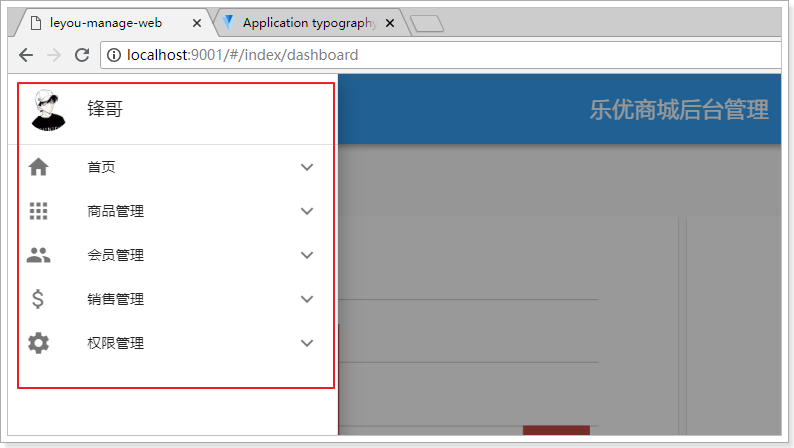 leyou-manage-web
Application typography
localhost:9001/#/index/dashboard
锋哥
乐优商城后台管理
首页
商品管理
会员管理
销售管理
权限管理